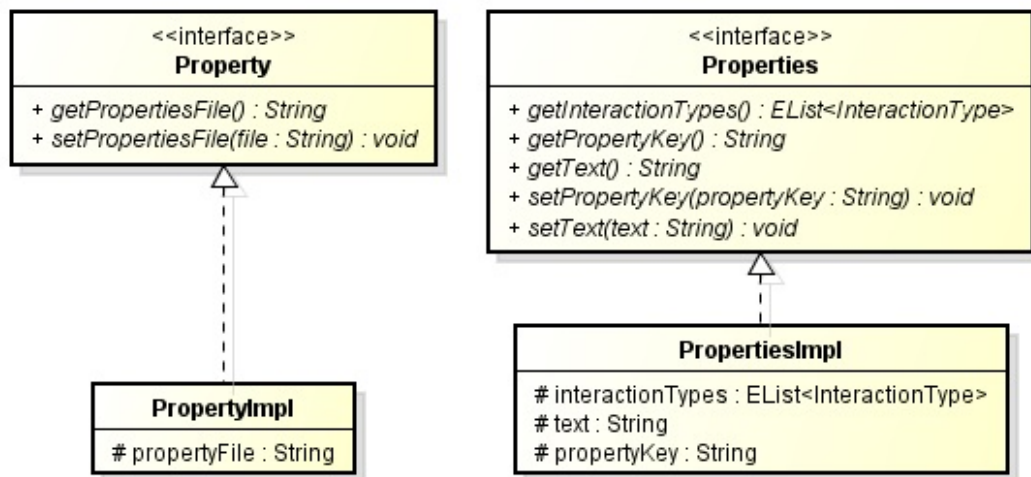 <<interface>>
Property
+ getPropertiesFile() : String
+ setPropertiesFile(file : String) : void
<<interface>>
Properties
+ getInteractionTypes() : EList<InteractionType>
+ getPropertyKey() : String
+ getText() : String
+ setPropertyKey(propertyKey : String) : void
+ setText(text : String) : void
PropertyImpl
# propertyFile : String
PropertiesImpl
# interactionTypes : EList<InteractionType>
# text : String
# propertyKey : String